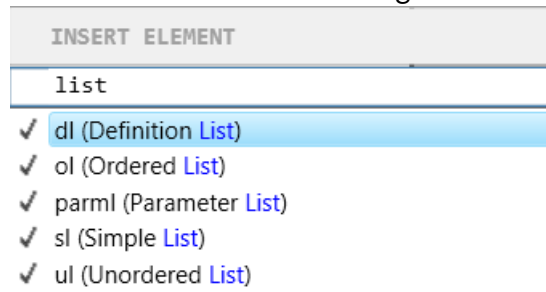 INSERT ELEMENT
list
✓ dl (Definition List)
✓ ol (Ordered List)
✓ parml (Parameter List)
✓ sl (Simple List)
✓ ul (Unordered List)